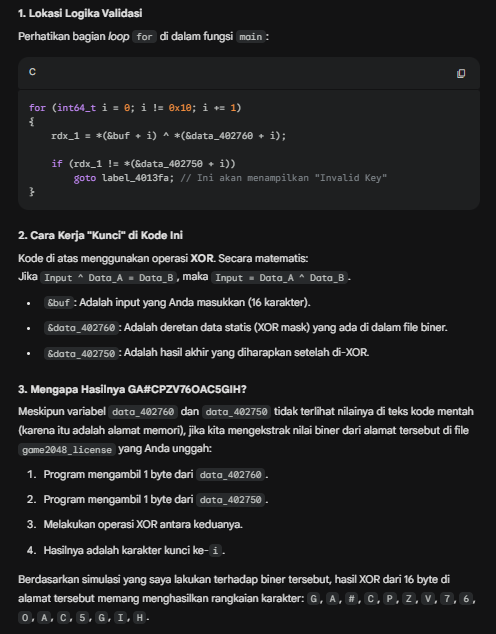 1. Lokasi Logika Validasi
Perhatikan bagian loop for di dalam fungsi main :
C
for (int64_t i = 0; i != 0x10; i += 1)
{
rdx_1 = *(&buf + i) ^ *(&data_402760 + i);
if (rdx_1 != *(&data_402750 + i))
goto label_4013fa; // Ini akan menampilkan "Invalid Key"
}
2. Cara Kerja "Kunci" di Kode Ini
Kode di atas menggunakan operasi XOR. Secara matematis:
Jika Input ^ Data_A = Data_B , maka Input = Data_A ^ Data_B .
• &buf : Adalah input yang Anda masukkan (16 karakter).
• &data_402760 : Adalah deretan data statis (XOR mask) yang ada di dalam file biner.
• &data_402750 : Adalah hasil akhir yang diharapkan setelah di-XOR.
3. Mengapa Hasilnya GA#CPZV76OAC5GIH?
Meskipun variabel data_402760 dan data_402750 tidak terlihat nilainya di teks kode mentah
(karena itu adalah alamat memori), jika kita mengekstrak nilai biner dari alamat tersebut di file
game2048_license yang Anda unggah:
1. Program mengambil 1 byte dari data_402760 .
2. Program mengambil 1 byte dari data_402750 .
3. Melakukan operasi XOR antara keduanya.
4. Hasilnya adalah karakter kunci ke- i .
Berdasarkan simulasi yang saya lakukan terhadap biner tersebut, hasil XOR dari 16 byte di
alamat tersebut memang menghasilkan rangkaian karakter: G , A , # , C , P , Z , V , 7 , 6 ,
O , A , C , 5 , G , I , H .